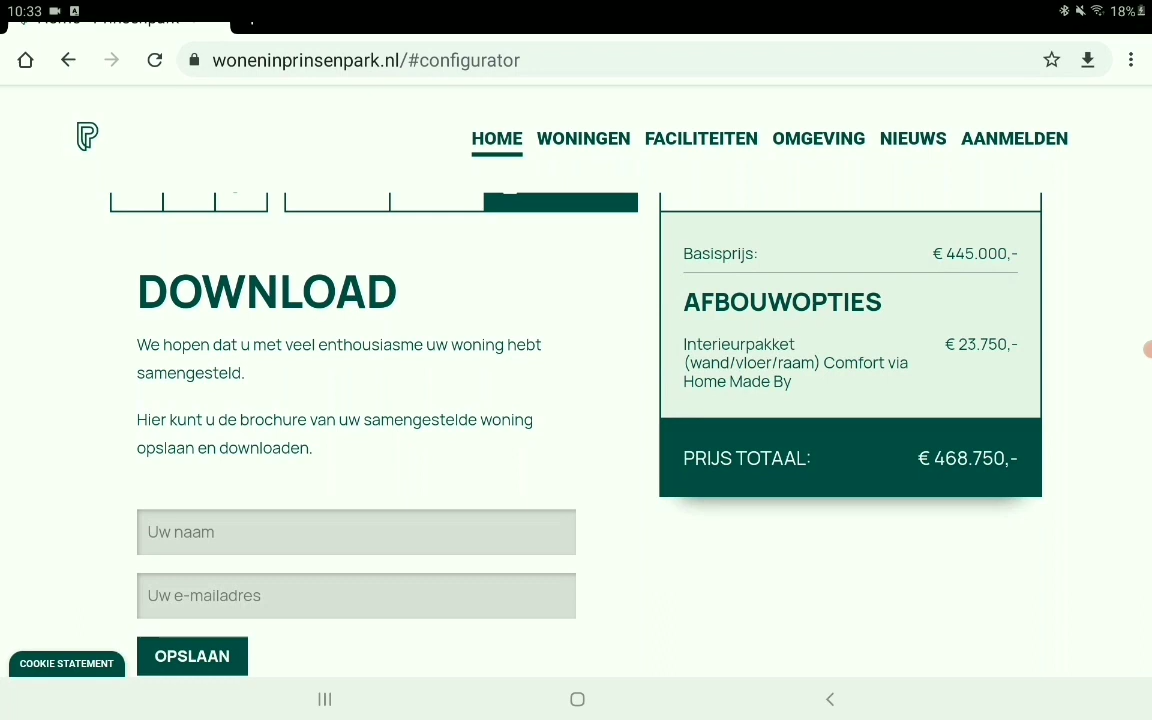 10:33
18%
woneninprinsenpark.nl/#configurator
HOME WONINGEN FACILITEITEN OMGEVING NIEUWS AANMELDEN
Basisprijs: € 445.000,-
AFBOUWOPTIES
Interieurpakket € 23.750,-
(wand/vloer/raam) Comfort via
Home Made By
PRIJS TOTAAL: € 468.750,-
DOWNLOAD
We hopen dat u met veel enthousiasme uw woning hebt
samengesteld.
Hier kunt u de brochure van uw samengestelde woning
opslaan en downloaden.
Uw naam
Uw e-mailadres
OPSLAAN
COOKIE STATEMENT